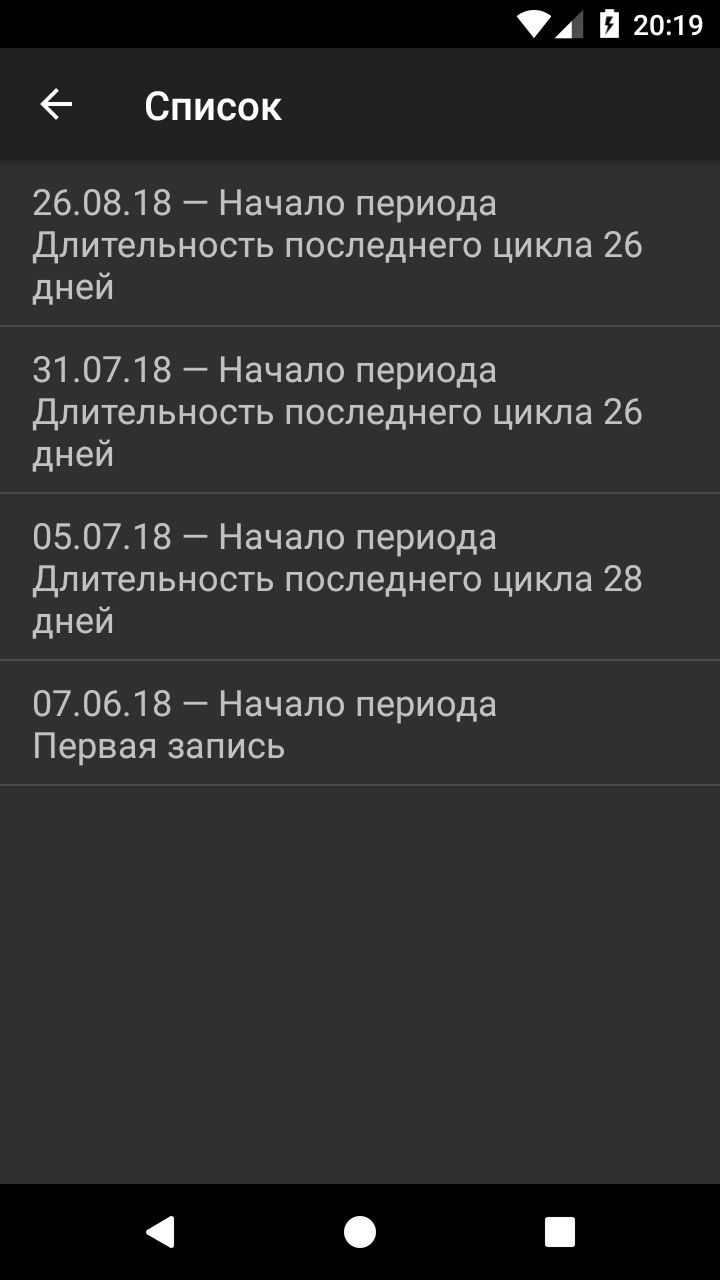 20:19
Список
26.08.18 — Начало периода
Длительность последнего цикла 26
дней
31.07.18 — Начало периода
Длительность последнего цикла 26
дней
05.07.18 — Начало периода
Длительность последнего цикла 28
дней
07.06.18 — Начало периода
Первая запись